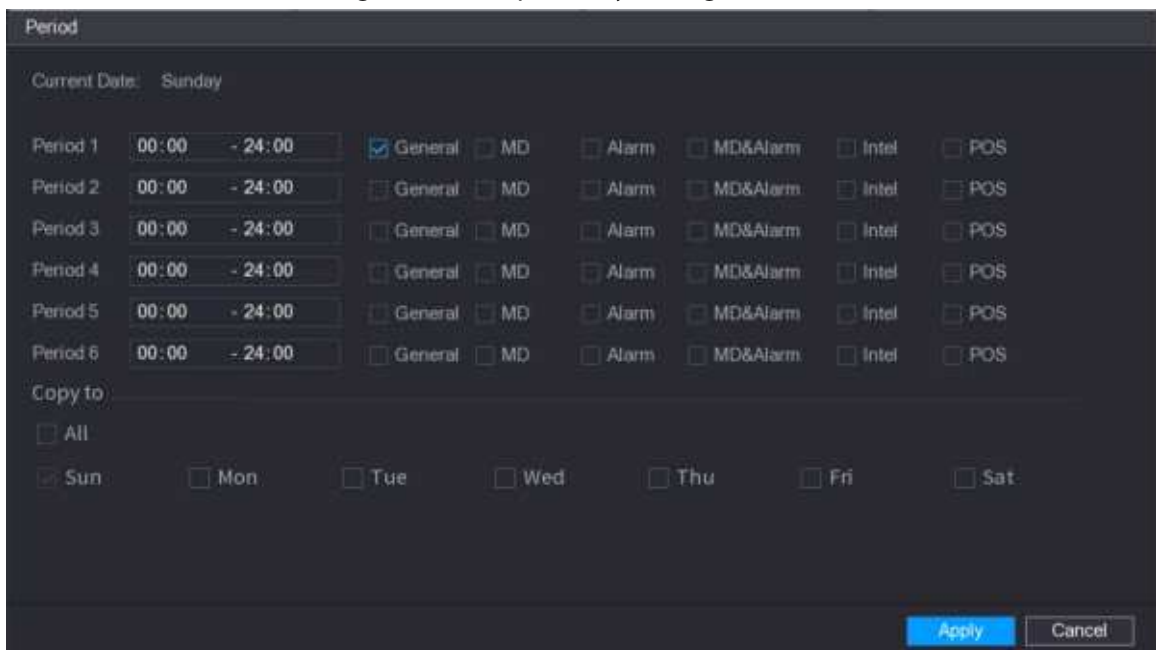 Period
Current Date: Sunday
Period 1 00:00 - 24:00 General MD Alarm MD&Alarm Intel POS
Period 2 00:00 - 24:00 General MD Alarm MD&Alarm Intel POS
Period 3 00:00 - 24:00 General MD Alarm MD&Alarm Intel POS
Period 4 00:00 - 24:00 General MD Alarm MD&Alarm Intel POS
Period 5 00:00 - 24:00 General MD Alarm MD&Alarm Intel POS
Period 6 00:00 - 24:00 General MD Alarm MD&Alarm Intel POS
Copy to
All
Sun Mon Tue Wed Thu Fri Sat
Apply Cancel